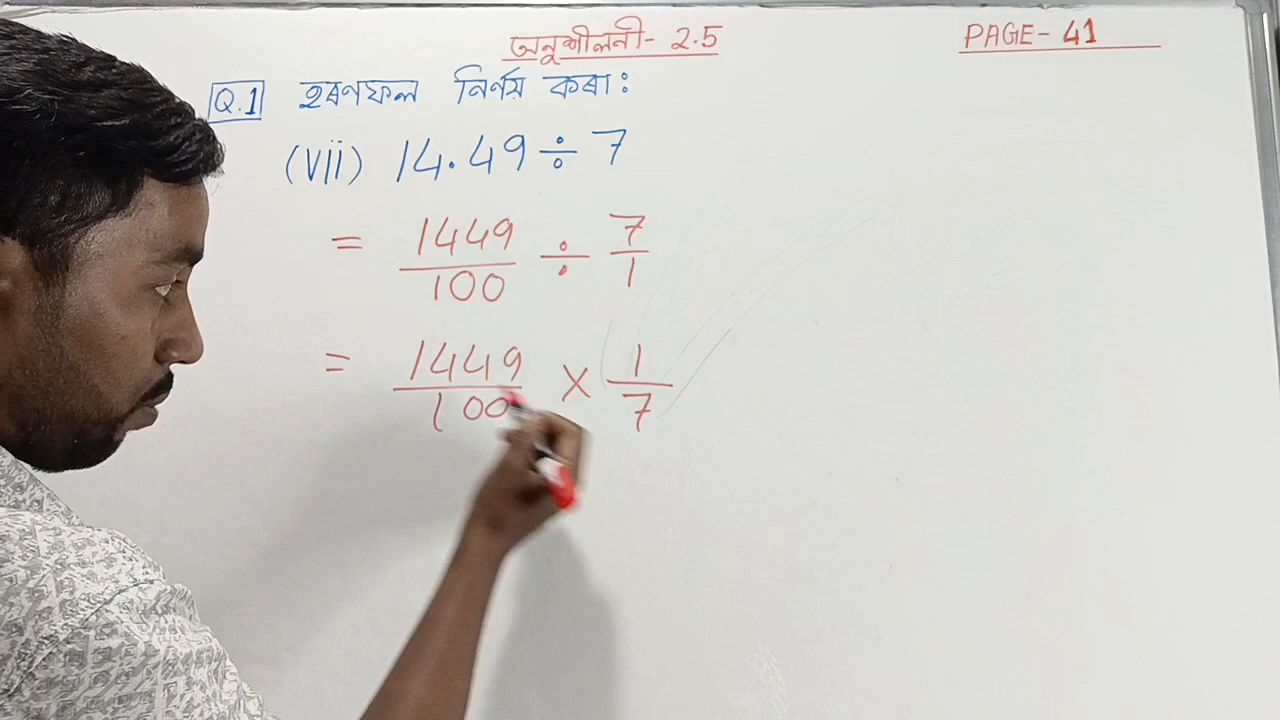 অনুশীলনী- 2.5
PAGE- 41
Q.1 হৰণফল নিৰ্ণয় কৰা:
(vii) 14.49 ÷ 7
= 1449/100 ÷ 7/1
= 1449/100 × 1/7